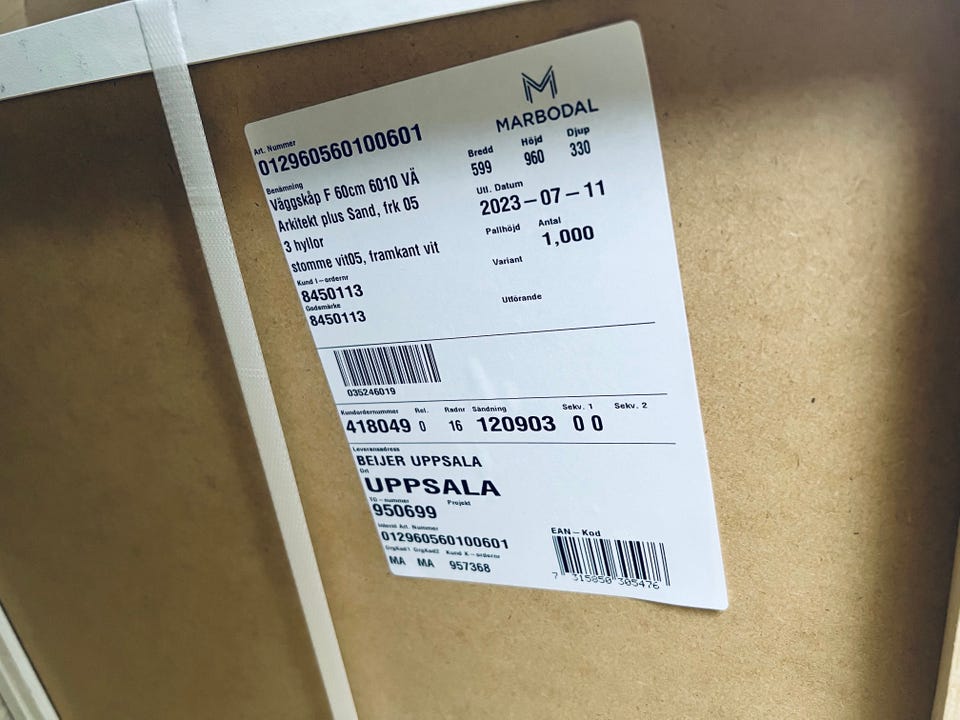 MARBODAL
Art. Nummer
012960560100601
Bredd Höjd Djup
599 960 330
Benämning
Väggskåp F 60cm 6010 VÄ
Arkitekt plus Sand, frk 05
3 hyllor
stomme vit05, framkant vit
Utl. Datum
2023-07-11
Pallhöjd Antal
1,000
Variant
Utförande
Kund I-ordernr
8450113
Godsmärke
8450113
035246019
Kundordernummer Rel. Radnr Sändning Sekv. 1 Sekv. 2
418049 0 16 120903 0 0
Leveransadress
BEIJER UPPSALA
Ort
UPPSALA
TO-nummer Projekt
950699
Internt Art. Nummer
012960560100601
OrgKod1 OrgKod2 Kund K-ordernr
MA MA 957368
EAN-Kod
7 315850 305476